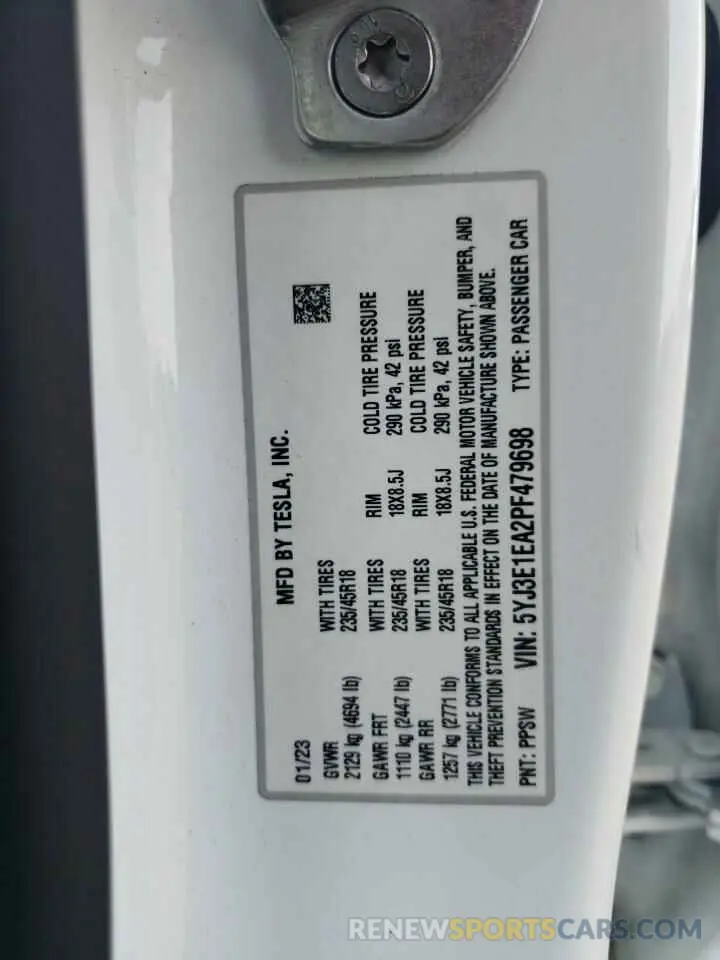 MFD BY TESLA, INC.
01/23
GVWR WITH TIRES
2129 kg (4694 lb) 235/45R18
GAWR FRT WITH TIRES RIM COLD TIRE PRESSURE
1110 kg (2447 lb) 235/45R18 18X8.5J 290 kPa, 42 psi
GAWR RR WITH TIRES RIM COLD TIRE PRESSURE
1257 kg (2771 lb) 235/45R18 18X8.5J 290 kPa, 42 psi
THIS VEHICLE CONFORMS TO ALL APPLICABLE U.S. FEDERAL MOTOR VEHICLE SAFETY, BUMPER, AND
THEFT PREVENTION STANDARDS IN EFFECT ON THE DATE OF MANUFACTURE SHOWN ABOVE.
PNT: PPSW VIN: 5YJ3E1EA2PF479698 TYPE: PASSENGER CAR
RENEWSPORTSCARS.COM